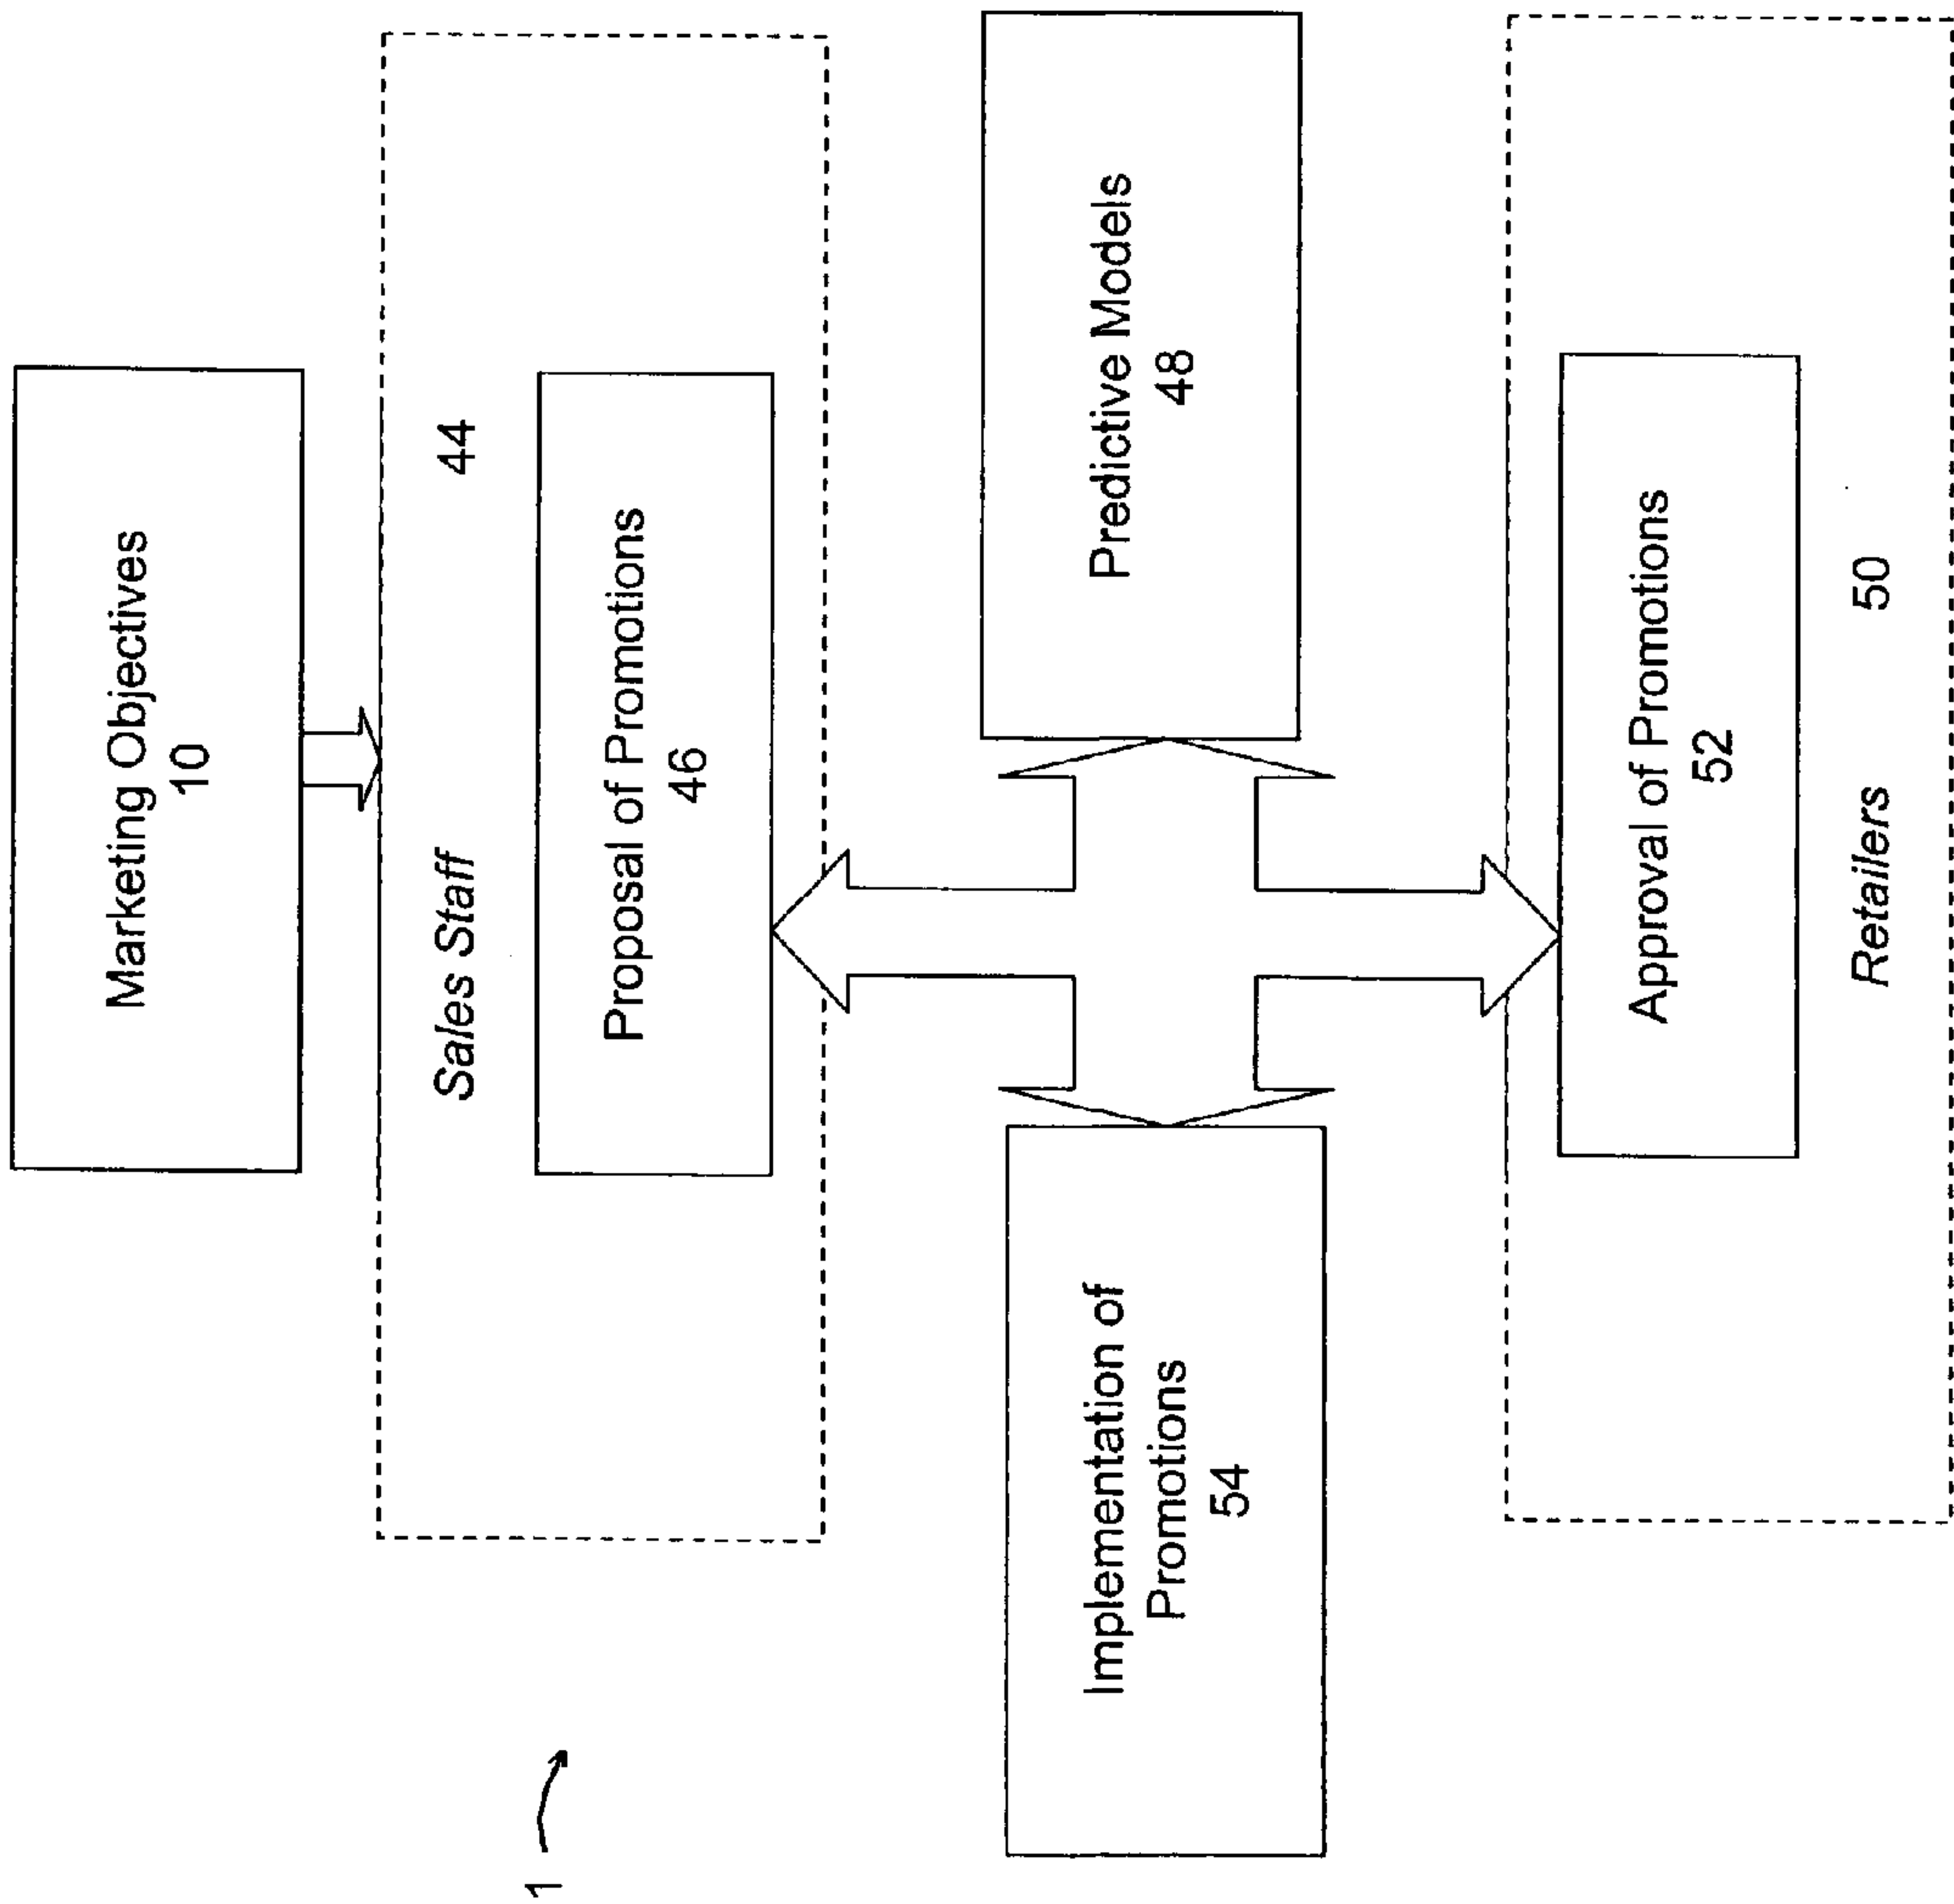 1
Marketing Objectives
10
Sales Staff 44
Proposal of Promotions
46
Implementation of
Promotions
54
Predictive Models
48
Approval of Promotions
52
Retailers 50